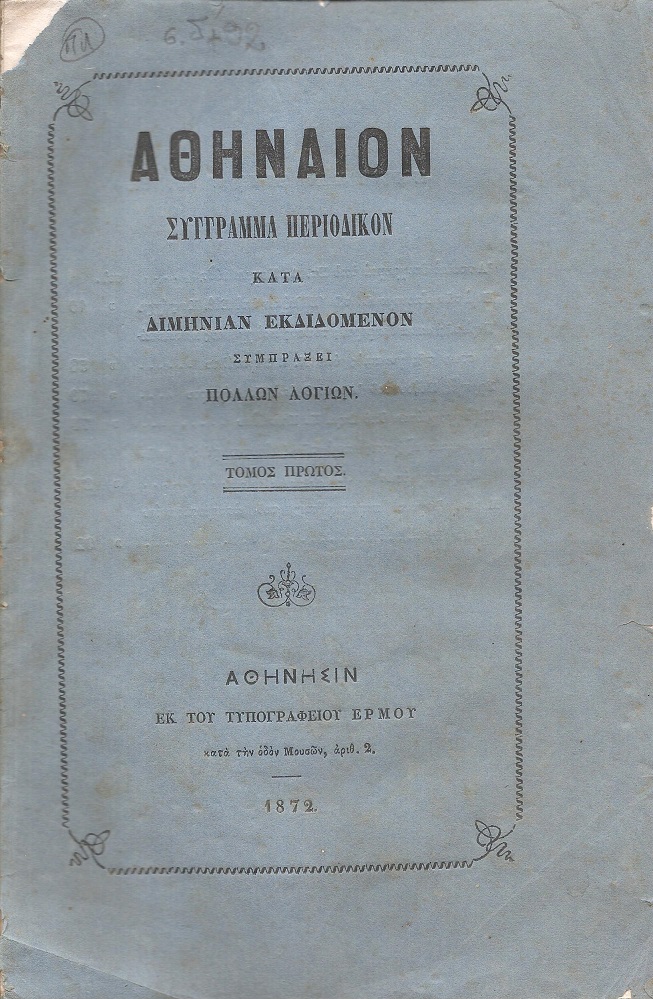 ΑΘΗΝΑΙΟΝ
ΣΥΓΓΡΑΜΜΑ ΠΕΡΙΟΔΙΚΟΝ
ΚΑΤΑ
ΔΙΜΗΝΙΑΝ ΕΚΔΙΔΟΜΕΝΟΝ
ΣΥΜΠΡΑΞΕΙ
ΠΟΛΛΩΝ ΛΟΓΙΩΝ.
ΤΟΜΟΣ ΠΡΩΤΟΣ.
ΑΘΗΝΗΣΙΝ
ΕΚ ΤΟΥ ΤΥΠΟΓΡΑΦΕΙΟΥ ΕΡΜΟΥ
κατὰ τὴν ὁδὸν Μουσῶν, ἀριθ. 2.
1872.